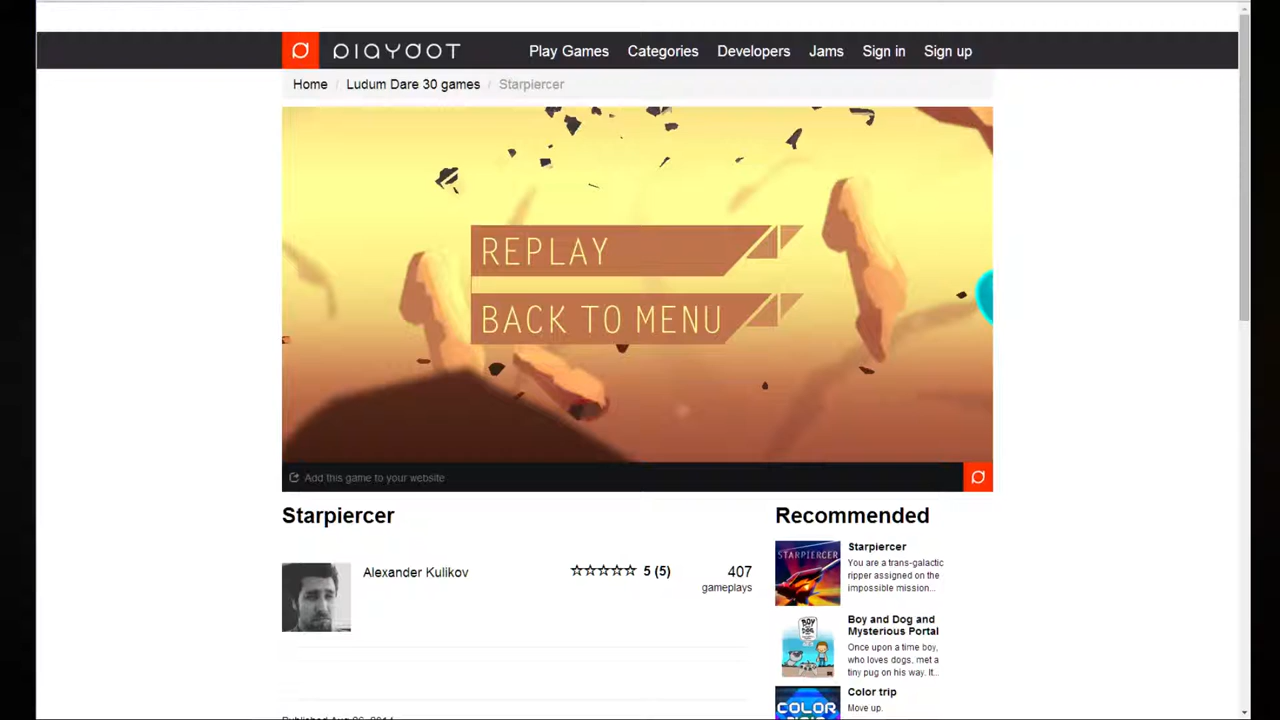 playdot Play Games Categories Developers Jams Sign in Sign up
Home / Ludum Dare 30 games / Starpiercer
REPLAY
BACK TO MENU
Add this game to your website
Starpiercer
Alexander Kulikov
5 (5)
407
gameplays
Recommended
STARPIERCER
Starpiercer
You are a trans-galactic
ripper assigned on the
impossible mission...
BOY
DOG
Boy and Dog and
Mysterious Portal
Once upon a time boy,
who loves dogs, met a
tiny pug on his way. It...
COLOR
Color trip
Move up.